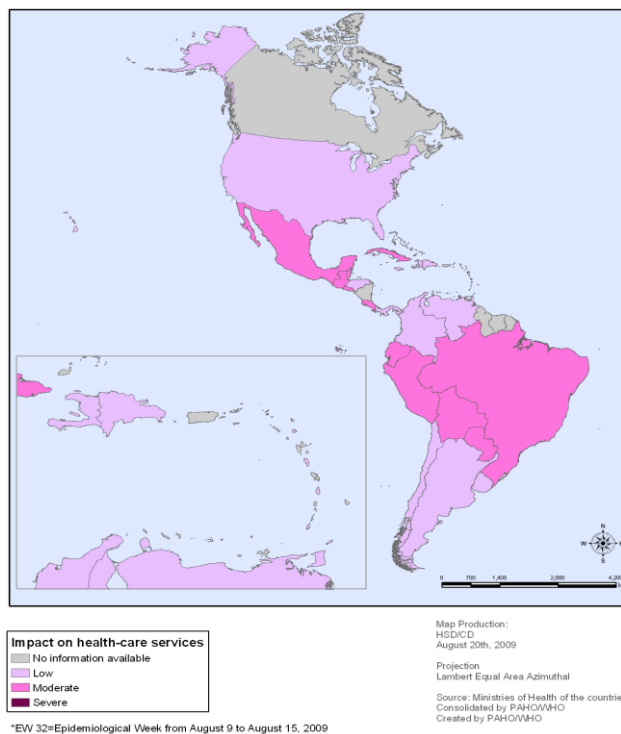 N
W
S
0 700 1,400 2,800 4,200
Impact on health-care services
No information available
Low
Moderate
Severe
*EW 32=Epidemiological Week from August 9 to August 15, 2009
Map Production:
HSD/CD
August 20th, 2009
Projection
Lambert Equal Area Azimuthal
Source: Ministries of Health of the countrie
Consolidated by PAHO/WHO
Created by PAHO/WHO